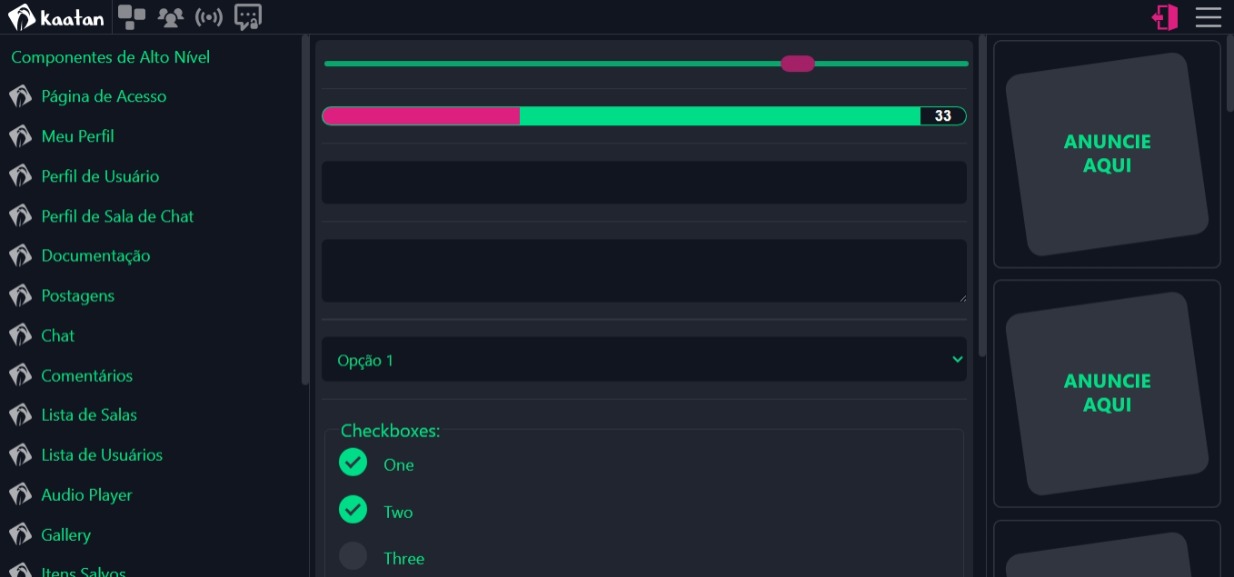 kaatan
Componentes de Alto Nível
Página de Acesso
Meu Perfil
Perfil de Usuário
Perfil de Sala de Chat
Documentação
Postagens
Chat
Comentários
Lista de Salas
Lista de Usuários
Audio Player
Gallery
Itens Salvos
33
Opção 1
Checkboxes:
One
Two
Three
ANUNCIE
AQUI
ANUNCIE
AQUI